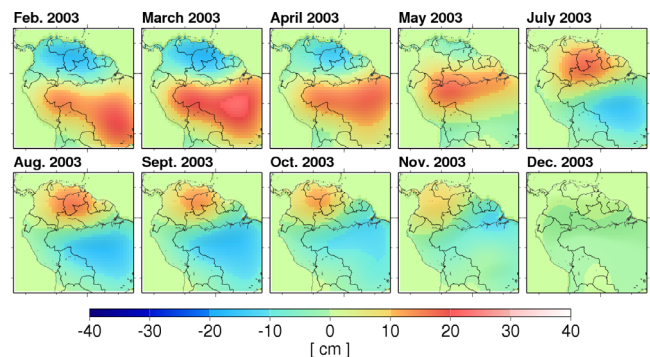 Feb. 2003 March 2003 April 2003 May 2003 July 2003
Aug. 2003 Sept. 2003 Oct. 2003 Nov. 2003 Dec. 2003
-40 -30 -20 -10 0 10 20 30 40
[ cm ]